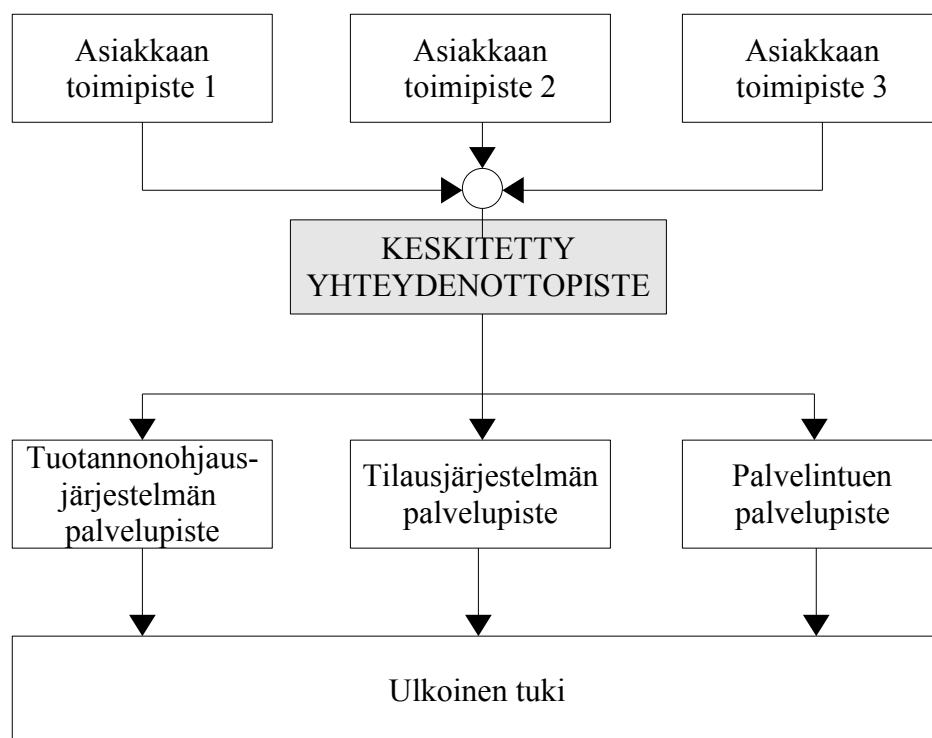 Asiakkaan
toimipiste 1
Asiakkaan
toimipiste 2
Asiakkaan
toimipiste 3
KESKITETTY
YHTEYDENOTTOPISTE
Tuotannonohjaus-
järjestelmän
palvelupiste
Tilausjärjestelmän
palvelupiste
Palvelintuen
palvelupiste
Ulkoinen tuki